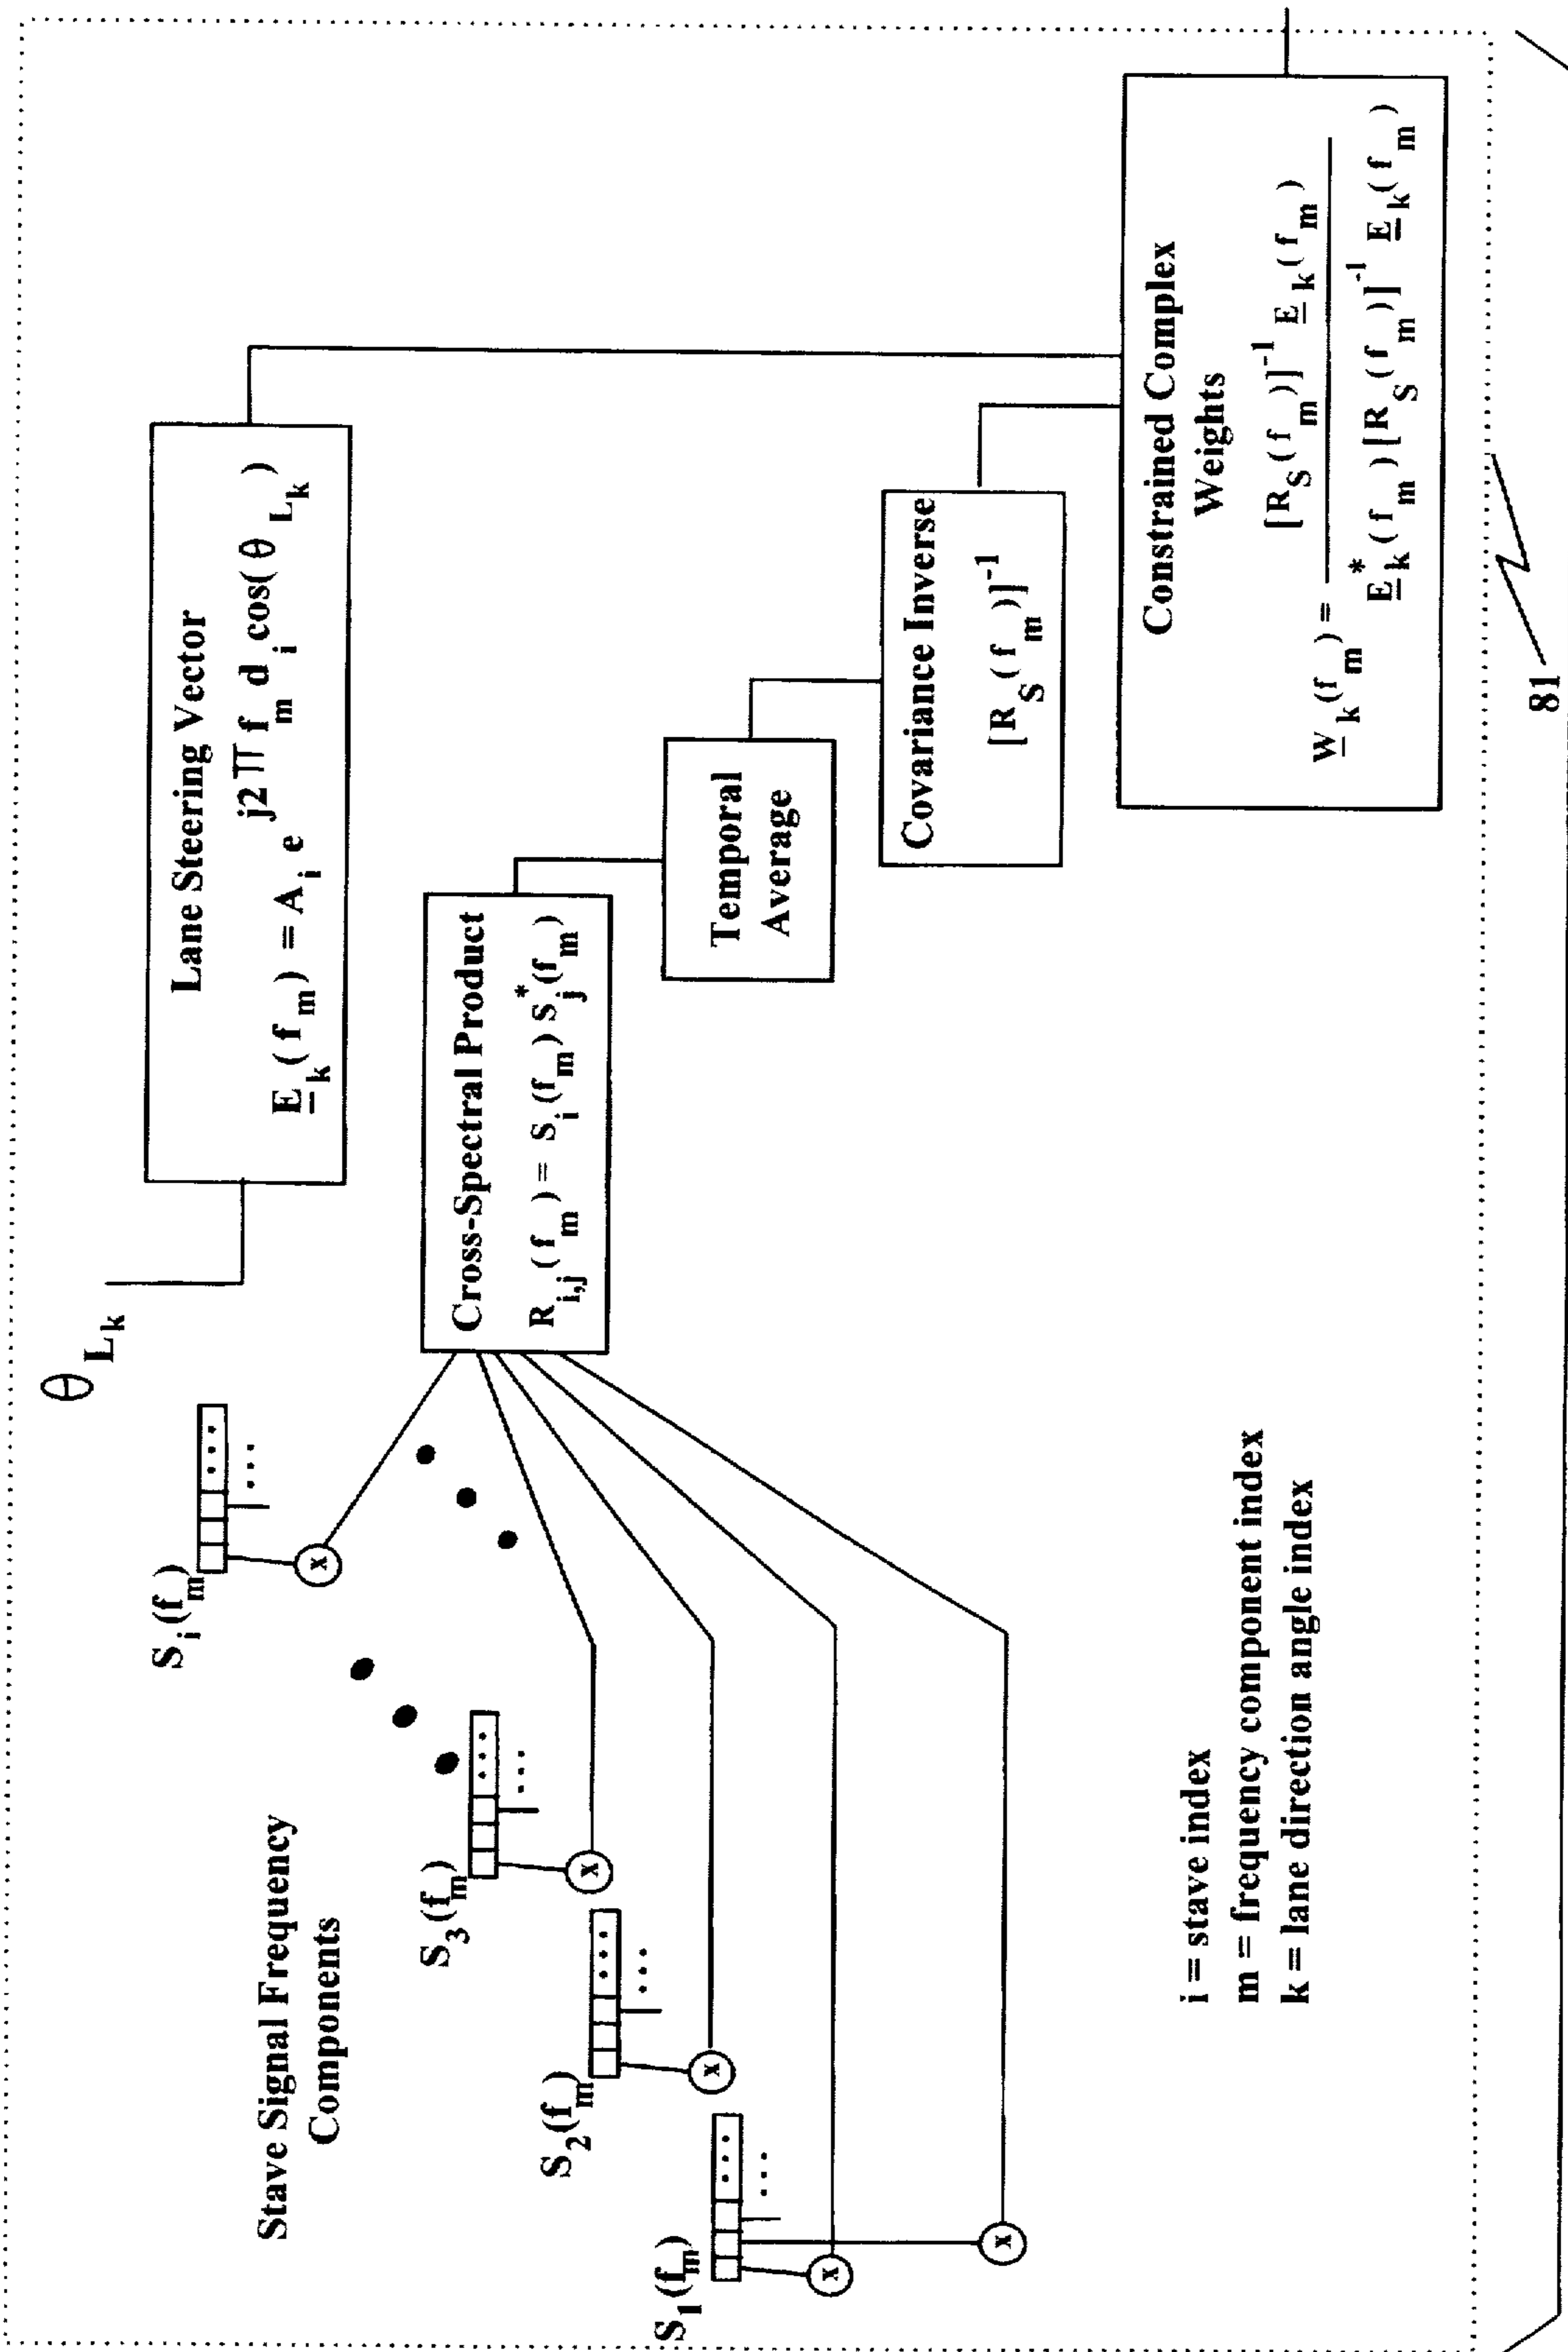 Stave Signal Frequency
Components
S_1(f_m)
S_2(f_m)
S_3(f_m)
S_i(f_m)
θ_{L_k}
x
x
x
x
x
Lane Steering Vector
E_k(f_m) = A_i e^{j2π f_m d_i cos(θ_{L_k})}
Cross-Spectral Product
R_{i,j}(f_m) = S_i(f_m) S_j^*(f_m)
Temporal
Average
Covariance Inverse
[R_S(f_m)]^{-1}
Constrained Complex
Weights
[R_S(f_m)]^{-1} E_k(f_m)
W_k(f_m) =
E_k^*(f_m) [R_S(f_m)]^{-1} E_k(f_m)
i = stave index
m = frequency component index
k = lane direction angle index
81